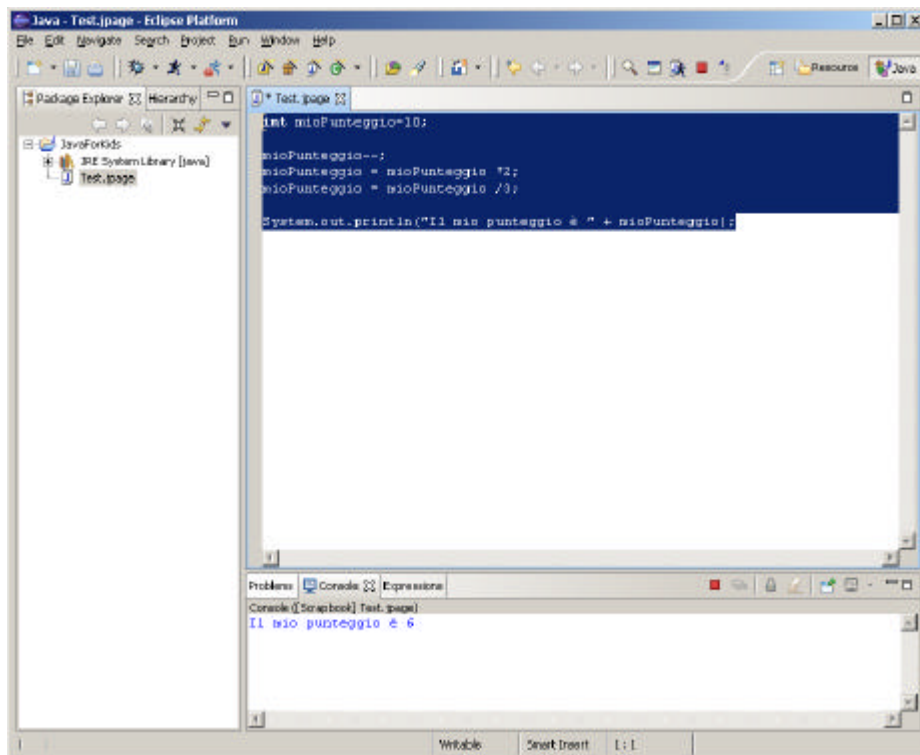 Java - Test.jpage - Eclipse Platform
File Edit Navigate Search Project Run Window Help
Resource Java
Package Explorer Hierarchy
* Test.jpage
JavaForKids
JRE System Library [java]
Test.jpage
int mioPunteggio=10;
mioPunteggio--;
mioPunteggio = mioPunteggio *2;
mioPunteggio = mioPunteggio /3;
System.out.println("Il mio punteggio è " + mioPunteggio);
Problems Console Expressions
Console ([Scrapbook] Test.jpage)
Il mio punteggio è 6
Writable Smart Insert 1 : 1